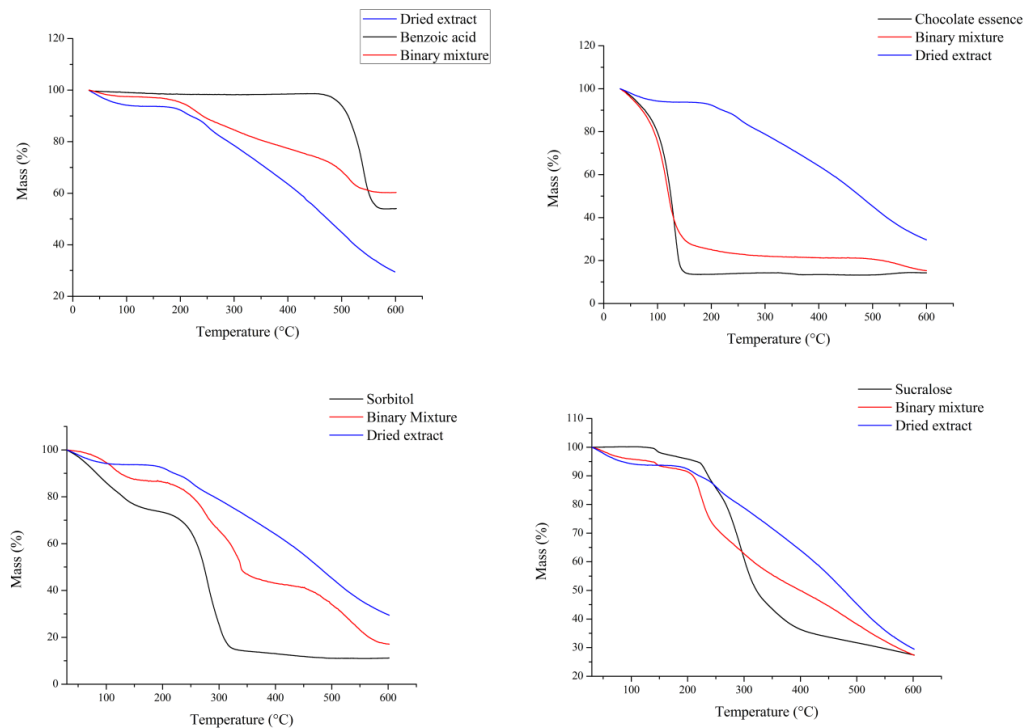 Dried extract
Benzoic acid
Binary mixture
120
100
80
60
40
20
Mass (%)
0 100 200 300 400 500 600
Temperature (°C)
Chocolate essence
Binary mixture
Dried extract
120
100
80
60
40
20
0
Mass (%)
0 100 200 300 400 500 600
Temperature (°C)
Sorbitol
Binary Mixture
Dried extract
100
80
60
40
20
0
Mass (%)
100 200 300 400 500 600
Temperature (°C)
Sucralose
Binary mixture
Dried extract
110
100
90
80
70
60
50
40
30
20
Mass (%)
100 200 300 400 500 600
Temperature (°C)